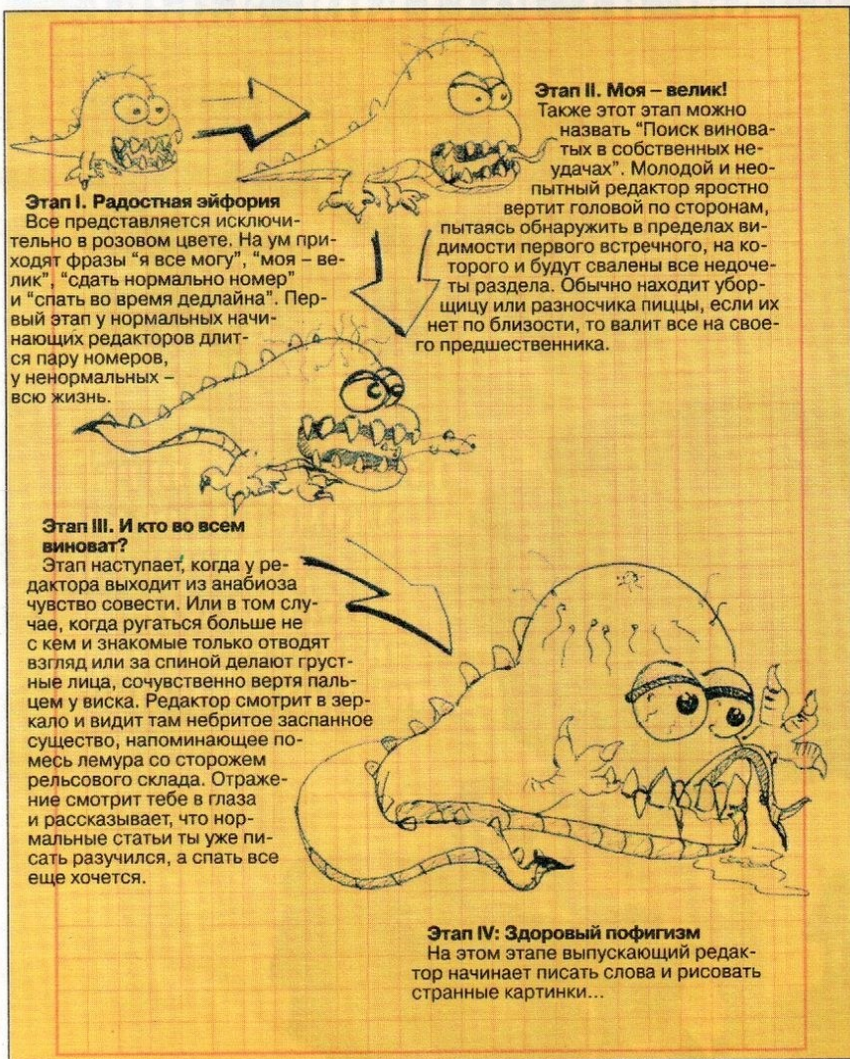 Этап I. Радостная эйфория
Все представляется исключи-
тельно в розовом цвете. На ум при-
ходят фразы “я все могу”, “моя – ве-
лик”, “сдать нормально номер”
и “спать во время дедлайна”. Пер-
вый этап у нормальных начи-
нающих редакторов длит-
ся пару номеров,
у ненормальных –
всю жизнь.
Этап II. Моя – велик!
Также этот этап можно
назвать “Поиск винова-
тых в собственных не-
удачах”. Молодой и нео-
пытный редактор яростно
вертит головой по сторонам,
пытаясь обнаружить в пределах ви-
димости первого встречного, на ко-
торого и будут свалены все недоче-
ты раздела. Обычно находит убор-
щицу или разносчика пиццы, если их
нет по близости, то валит все на свое-
го предшественника.
Этап III. И кто во всем
виноват?
Этап наступает, когда у ре-
дактора выходит из анабиоза
чувство совести. Или в том слу-
чае, когда ругаться больше не
с кем и знакомые только отводят
взгляд или за спиной делают груст-
ные лица, сочувственно вертя паль-
цем у виска. Редактор смотрит в зер-
кало и видит там небритое заспанное
существо, напоминающее по-
месь лемура со сторожем
рельсового склада. Отраже-
ние смотрит тебе в глаза
и рассказывает, что нор-
мальные статьи ты уже пи-
сать разучился, а спать все
еще хочется.
Этап IV: Здоровый пофигизм
На этом этапе выпускающий редак-
тор начинает писать слова и рисовать
странные картинки...